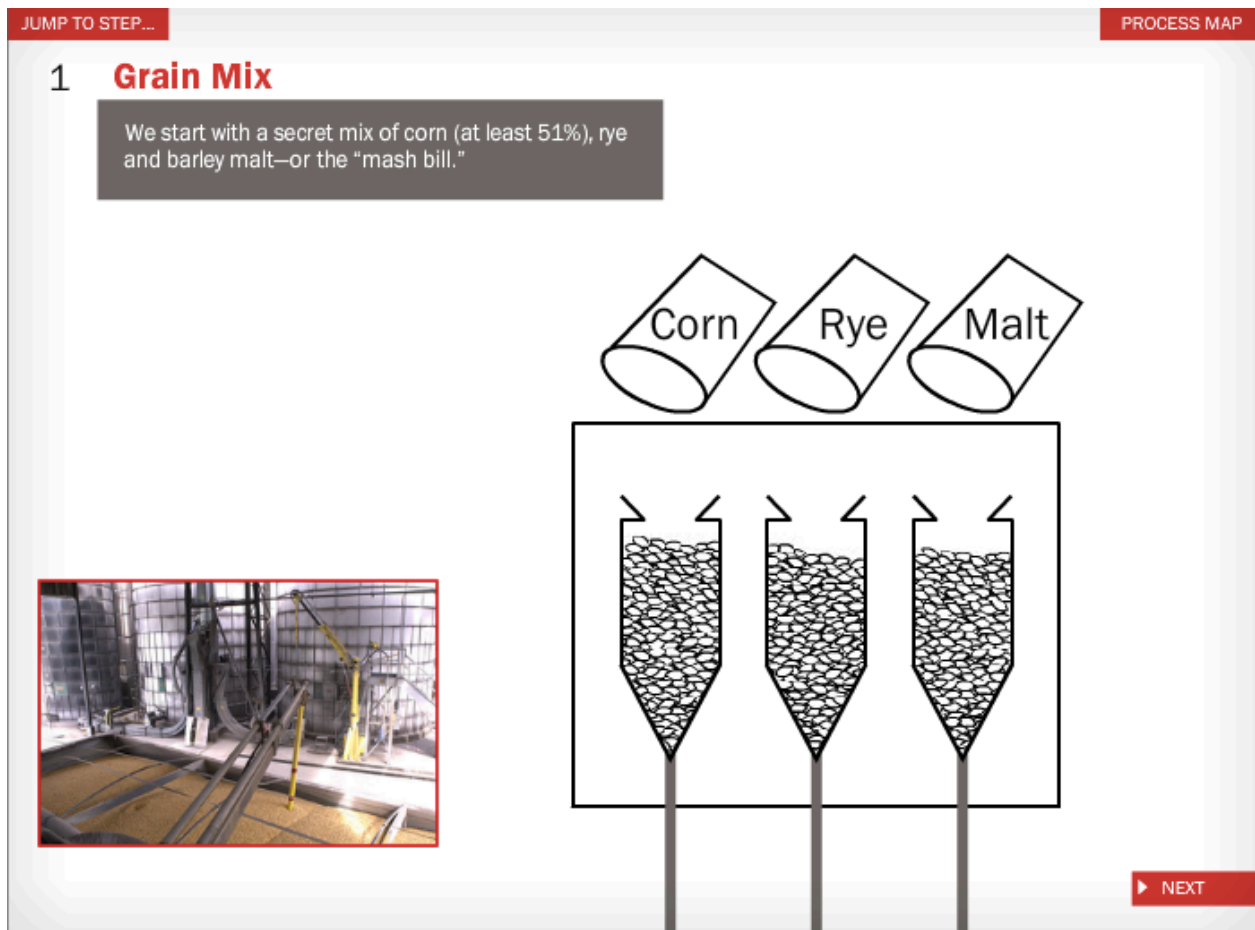 JUMP TO STEP...
PROCESS MAP
1 Grain Mix
We start with a secret mix of corn (at least 51%), rye
and barley malt—or the “mash bill.”
Corn Rye Malt
NEXT